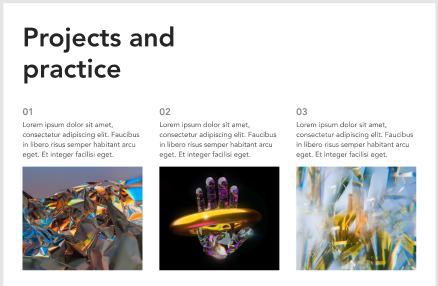 Projects and
practice
01
Lorem ipsum dolor sit amet,
consectetur adipiscing elit. Faucibus
in libero risus semper habitant arcu
eget. Et integer facilisi eget.
02
Lorem ipsum dolor sit amet,
consectetur adipiscing elit. Faucibus
in libero risus semper habitant arcu
eget. Et integer facilisi eget.
03
Lorem ipsum dolor sit amet,
consectetur adipiscing elit. Faucibus
in libero risus semper habitant arcu
eget. Et integer facilisi eget.